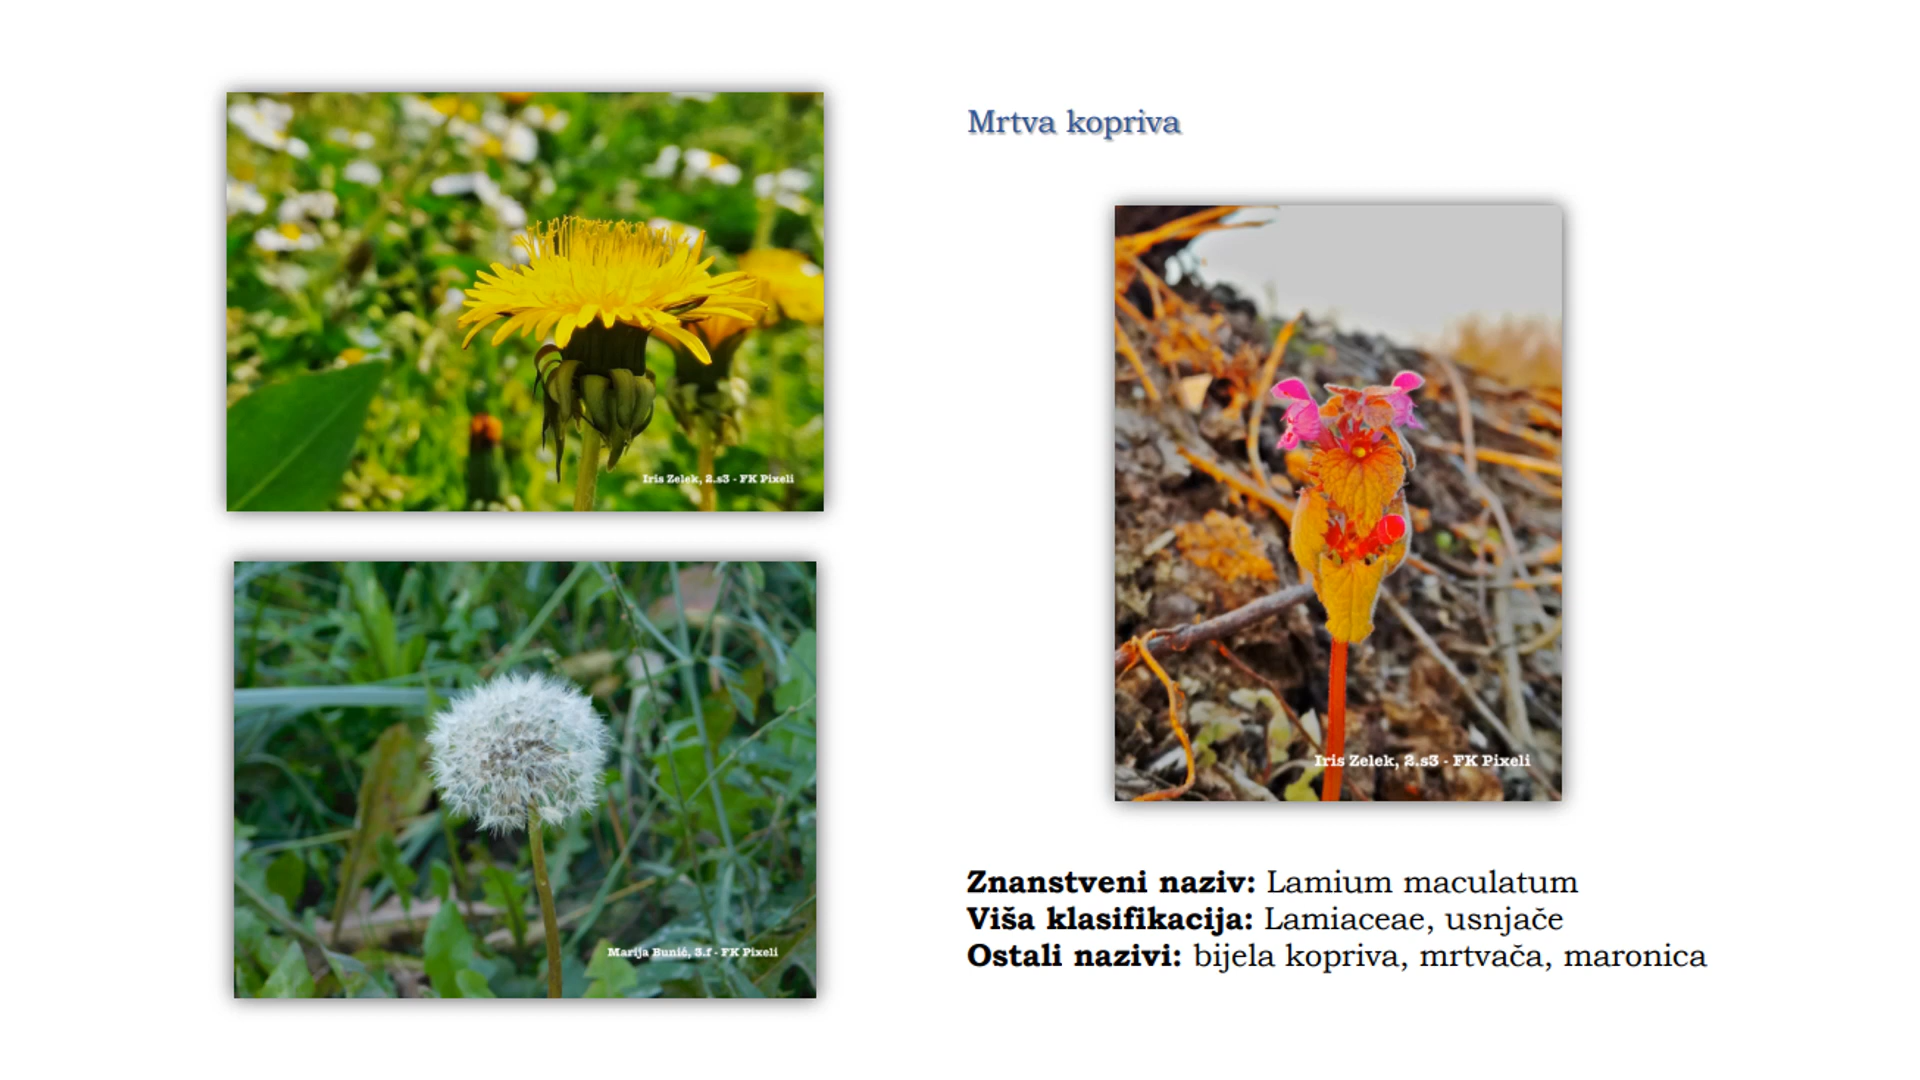 Iris Zelek, 2.s3 - FK Pixeli
Marija Bunić, 3.f - FK Pixeli
Mrtva kopriva
Iris Zelek, 2.s3 - FK Pixeli
Znanstveni naziv: Lamium maculatum
Viša klasifikacija: Lamiaceae, usnjače
Ostali nazivi: bijela kopriva, mrtvača, maronica